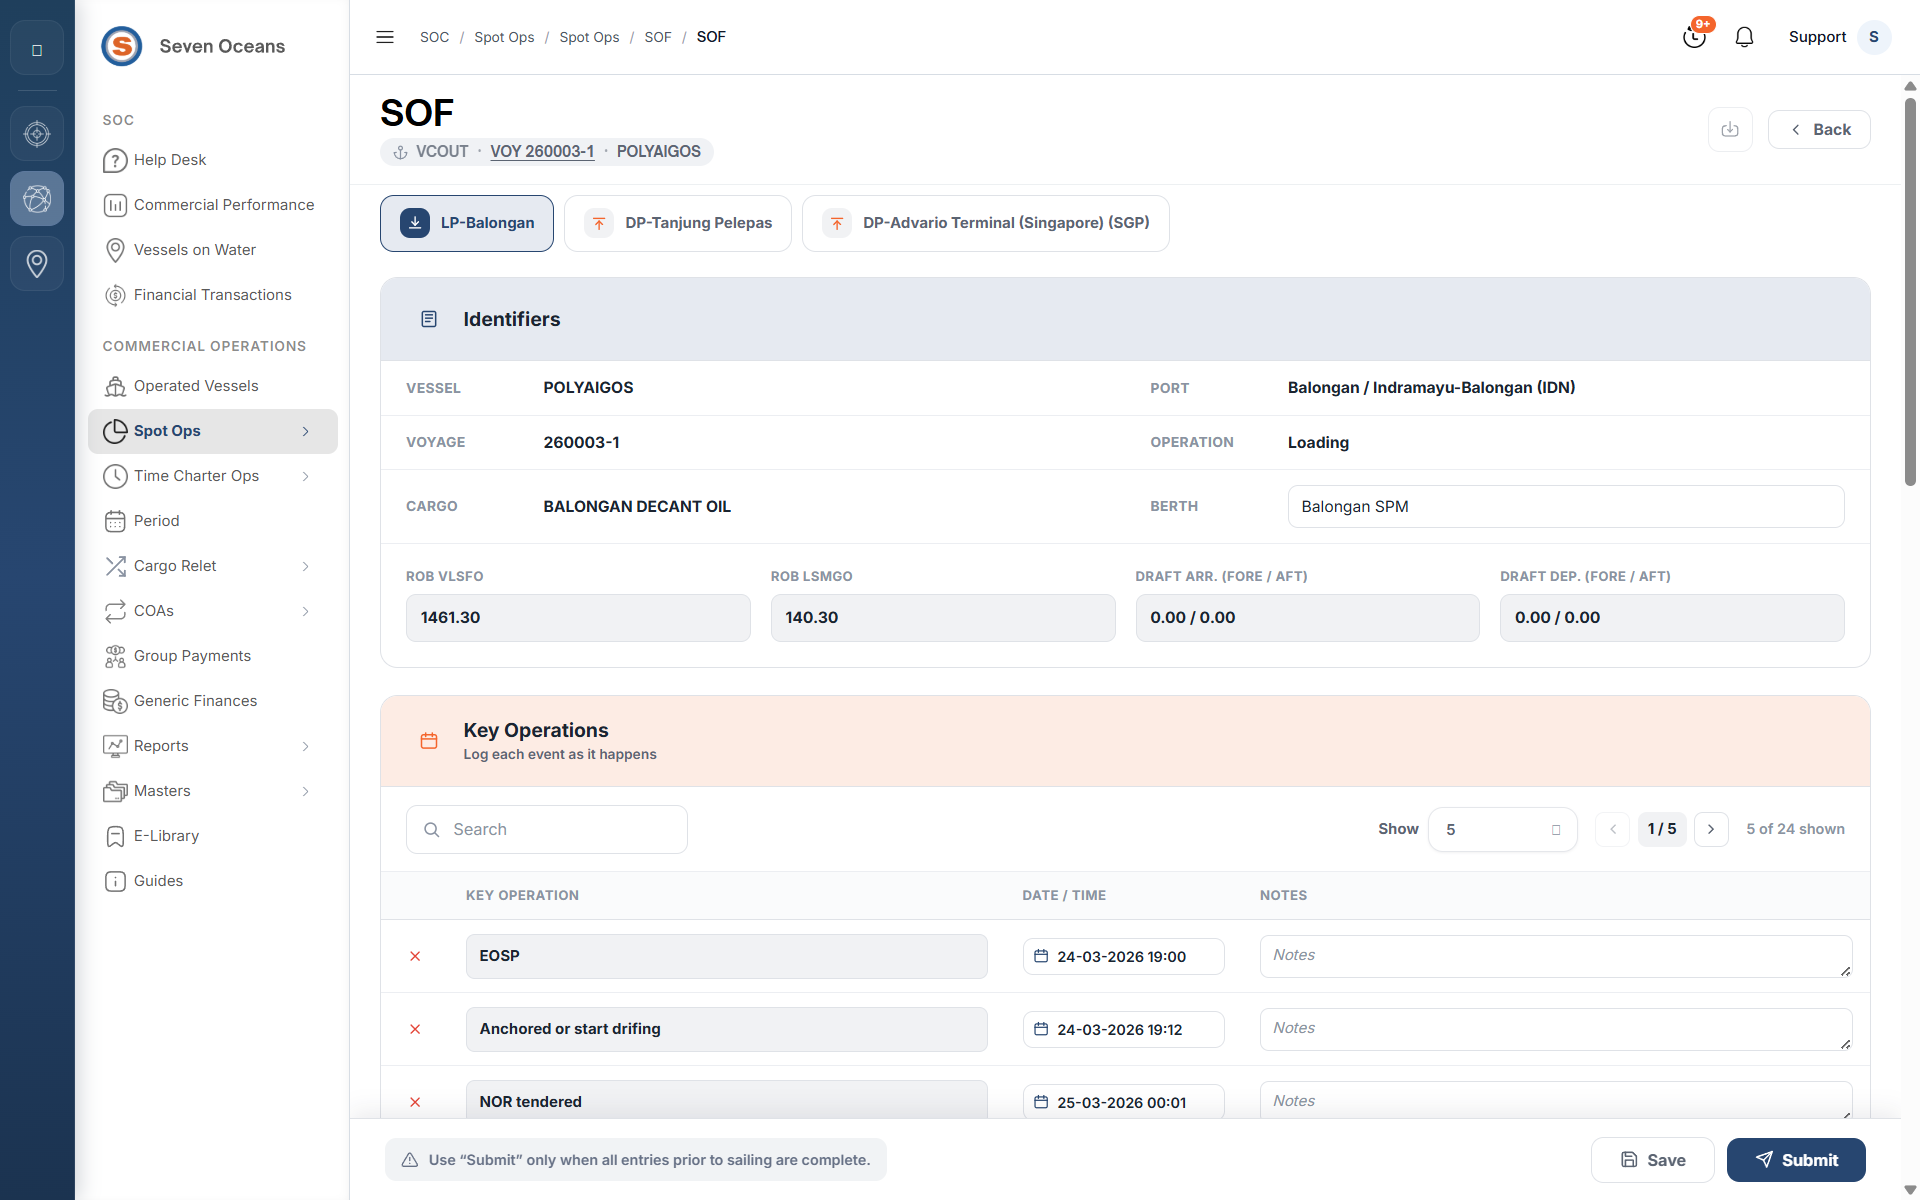 Seven Oceans
SOC
Help Desk
Commercial Performance
Vessels on Water
Financial Transactions
COMMERCIAL OPERATIONS
Operated Vessels
Spot Ops
Time Charter Ops
Period
Cargo Relet
COAs
Group Payments
Generic Finances
Reports
Masters
E-Library
Guides
SOC / Spot Ops / Spot Ops / SOF / SOF
9+
Support S
SOF
VCOUT · VOY 260003-1 · POLYAIGOS
Back
LP-Balongan
DP-Tanjung Pelepas
DP-Advario Terminal (Singapore) (SGP)
Identifiers
VESSEL POLYAIGOS PORT Balongan / Indramayu-Balongan (IDN)
VOYAGE 260003-1 OPERATION Loading
CARGO BALONGAN DECANT OIL BERTH Balongan SPM
ROB VLSFO ROB LSMGO DRAFT ARR. (FORE / AFT) DRAFT DEP. (FORE / AFT)
1461.30 140.30 0.00 / 0.00 0.00 / 0.00
Key Operations
Log each event as it happens
Search Show 5 1 / 5 5 of 24 shown
KEY OPERATION DATE / TIME NOTES
EOSP 24-03-2026 19:00 Notes
Anchored or start drifing 24-03-2026 19:12 Notes
NOR tendered 25-03-2026 00:01 Notes
Use “Submit” only when all entries prior to sailing are complete.
Save
Submit